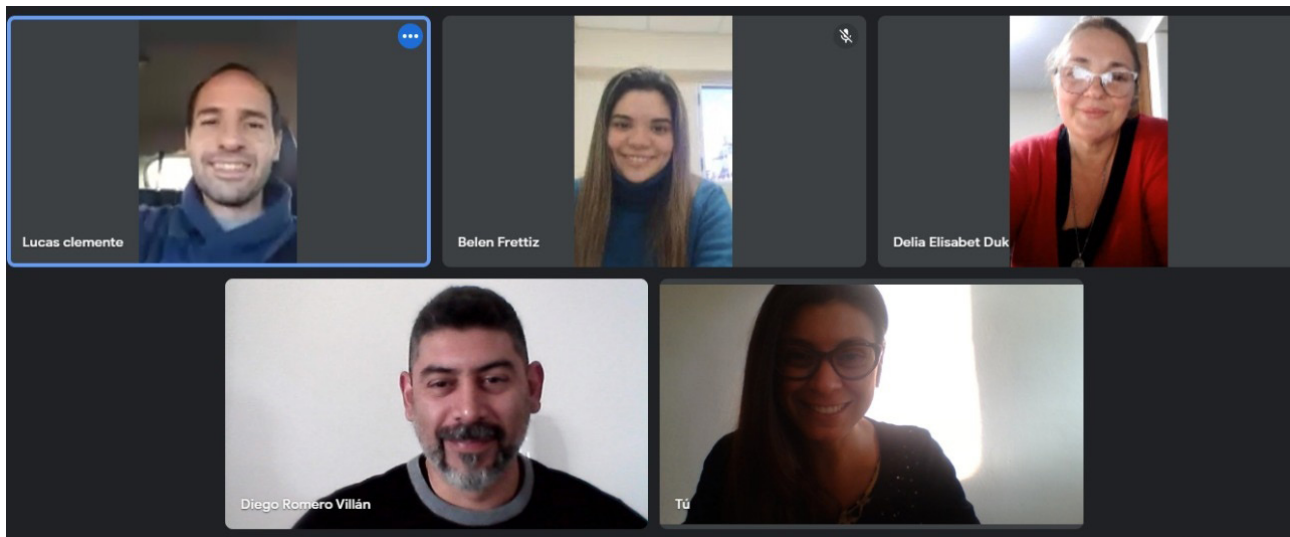 Lucas clemente
Belen Frettiz
Delia Elisabet Duk
Diego Romero Villán
Tú